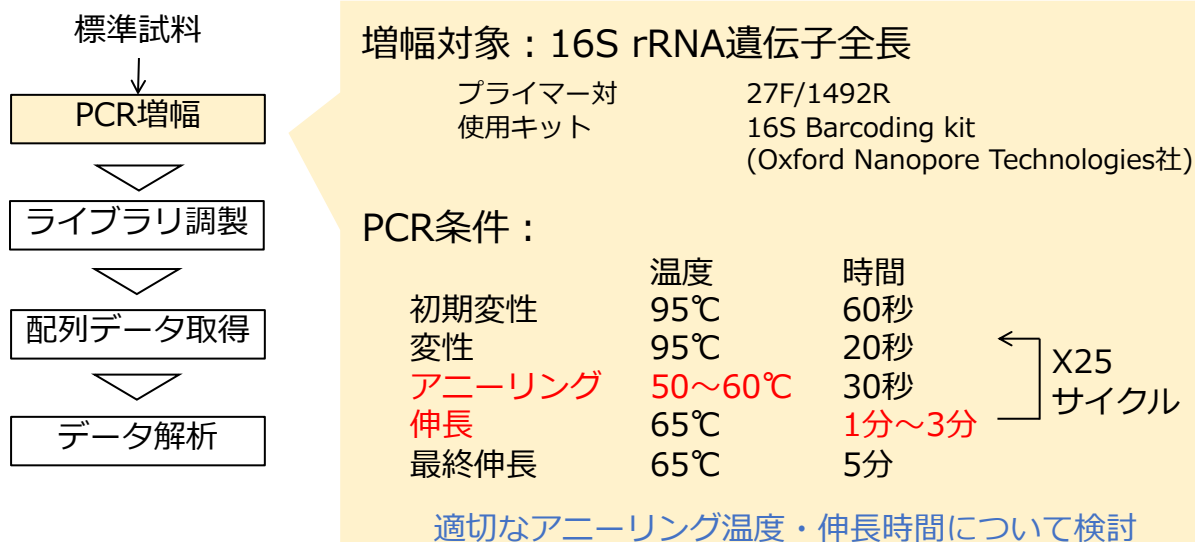 標準試料
PCR増幅
ライブラリ調製
配列データ取得
データ解析
増幅対象：16S rRNA遺伝子全長
プライマー対 27F/1492R
使用キット 16S Barcoding kit
(Oxford Nanopore Technologies社)
PCR条件：
温度 時間
初期変性 95℃ 60秒
変性 95℃ 20秒
アニーリング 50～60℃ 30秒
伸長 65℃ 1分～3分
最終伸長 65℃ 5分
X25
サイクル
適切なアニーリング温度・伸長時間について検討